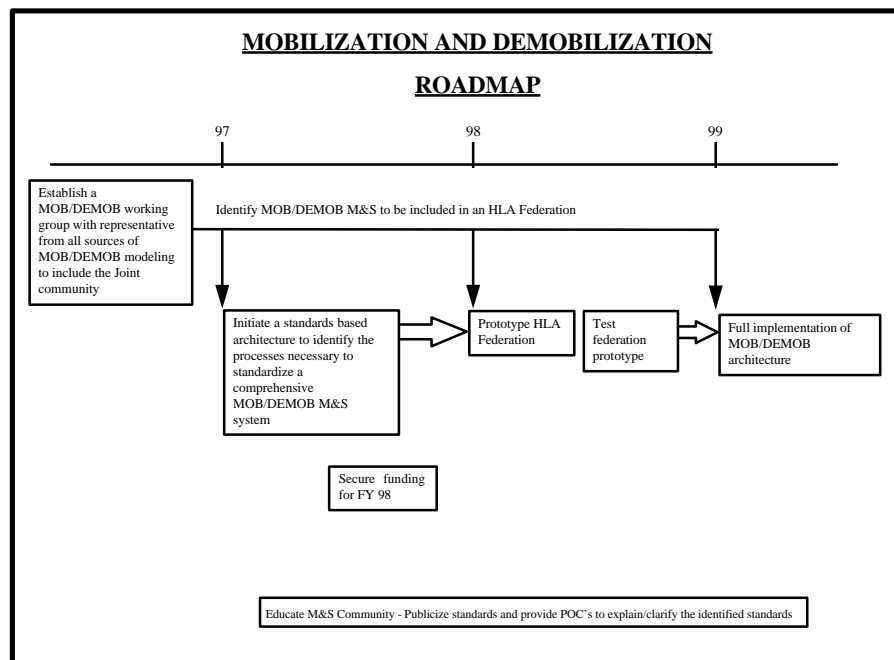 MOBILIZATION AND DEMOBILIZATION
ROADMAP
97
98
99
Establish a
MOB/DEMOB working
group with representative
from all sources of
MOB/DEMOB modeling
to include the Joint
community
Identify MOB/DEMOB M&S to be included in an HLA Federation
Initiate a standards based
architecture to identify the
processes necessary to
standardize a
comprehensive
MOB/DEMOB M&S
system
Prototype HLA
Federation
Test
federation
prototype
Full implementation of
MOB/DEMOB
architecture
Secure funding
for FY 98
Educate M&S Community - Publicize standards and provide POC's to explain/clarify the identified standards